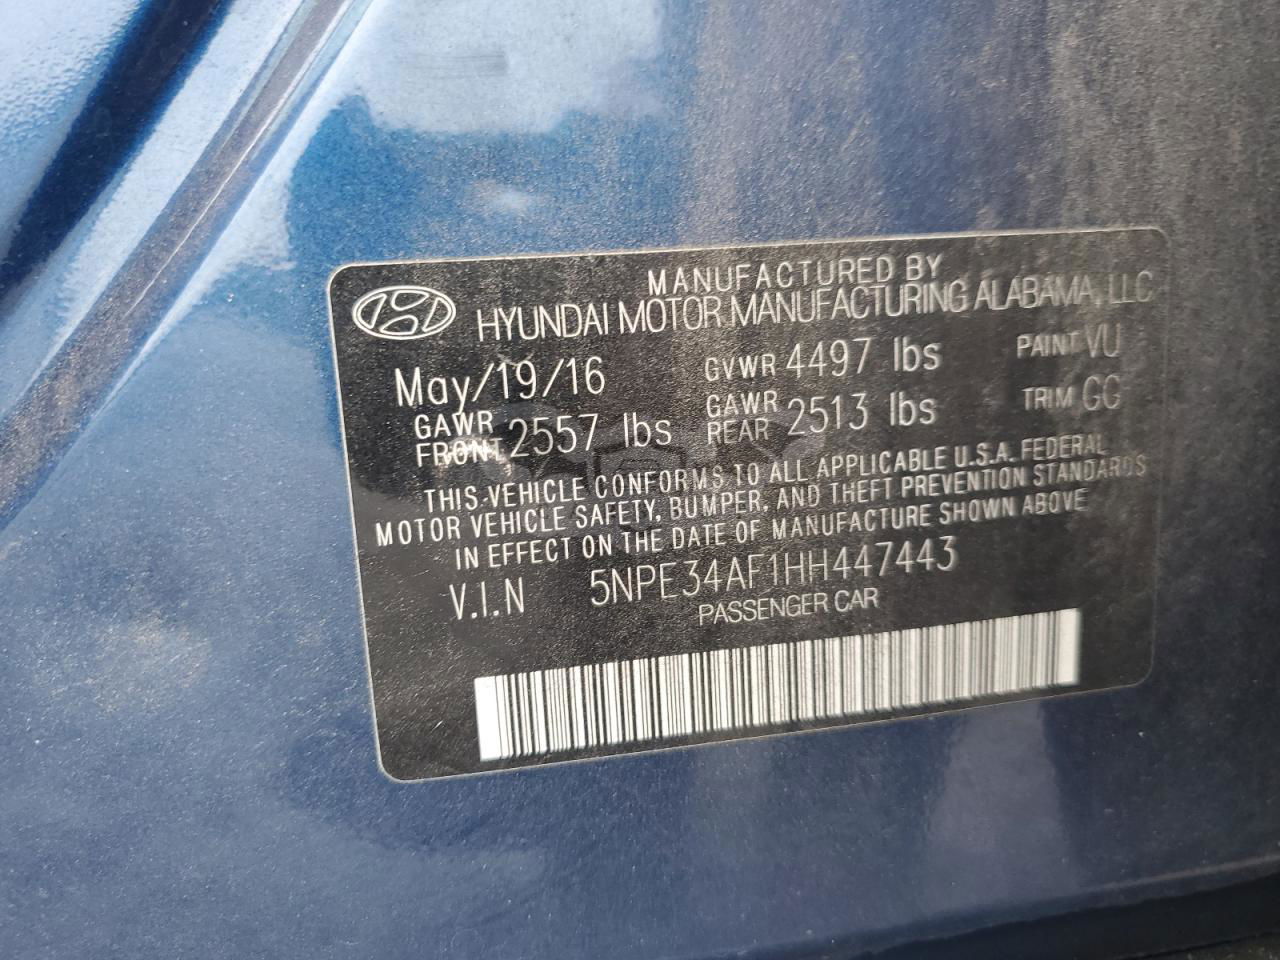 MANUFACTURED BY
HYUNDAI MOTOR MANUFACTURING ALABAMA, LLC
May/19/16 GVWR 4497 lbs PAINT VU
GAWR FRONT 2557 lbs GAWR REAR 2513 lbs TRIM GG
THIS VEHICLE CONFORMS TO ALL APPLICABLE U.S.A. FEDERAL
MOTOR VEHICLE SAFETY, BUMPER, AND THEFT PREVENTION STANDARDS
IN EFFECT ON THE DATE OF MANUFACTURE SHOWN ABOVE
V.I.N 5NPE34AF1HH447443
PASSENGER CAR